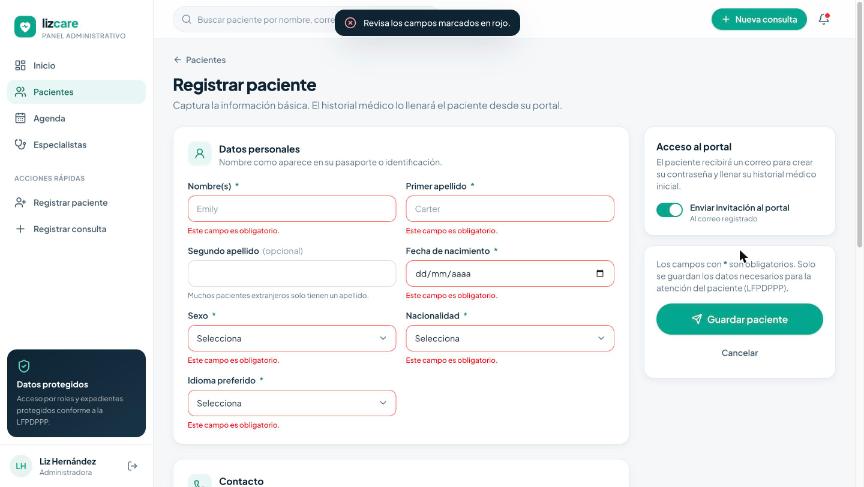 lizcare
PANEL ADMINISTRATIVO
Inicio
Pacientes
Agenda
Especialistas
ACCIONES RÁPIDAS
Registrar paciente
Registrar consulta
Datos protegidos
Acceso por roles y expedientes
protegidos conforme a la
LFPDPPP.
LH
Liz Hernández
Administradora
Buscar paciente por nombre, corre
Revisa los campos marcados en rojo.
Nueva consulta
Pacientes
Registrar paciente
Captura la información básica. El historial médico lo llenará el paciente desde su portal.
Datos personales
Nombre como aparece en su pasaporte o identificación.
Nombre(s) *
Emily
Este campo es obligatorio.
Primer apellido *
Carter
Este campo es obligatorio.
Segundo apellido (opcional)
Muchos pacientes extranjeros solo tienen un apellido.
Fecha de nacimiento *
dd/mm/aaaa
Este campo es obligatorio.
Sexo *
Selecciona
Este campo es obligatorio.
Nacionalidad *
Selecciona
Este campo es obligatorio.
Idioma preferido *
Selecciona
Este campo es obligatorio.
Contacto
Acceso al portal
El paciente recibirá un correo para crear
su contraseña y llenar su historial médico
inicial.
Enviar invitación al portal
Al correo registrado
Los campos con * son obligatorios. Solo
se guardan los datos necesarios para la
atención del paciente (LFPDPPP).
Guardar paciente
Cancelar